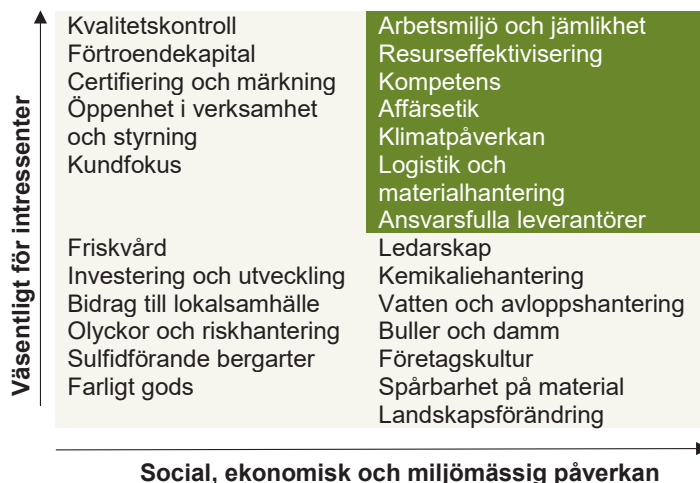 Väsentligt för intressenter
Kvalitetskontroll
Förtroendekapital
Certifiering och märkning
Öppenhet i verksamhet
och styrning
Kundfokus
Arbetsmiljö och jämlikhet
Resurseffektivisering
Kompetens
Affärsetik
Klimatpåverkan
Logistik och
materialhantering
Ansvarsfulla leverantörer
Friskvård
Investering och utveckling
Bidrag till lokalsamhälle
Olyckor och riskhantering
Sulfidförande bergarter
Farligt gods
Ledarskap
Kemikaliehantering
Vatten och avloppshantering
Buller och damm
Företagskultur
Spårbarhet på material
Landskapsförändring
Social, ekonomisk och miljömässig påverkan